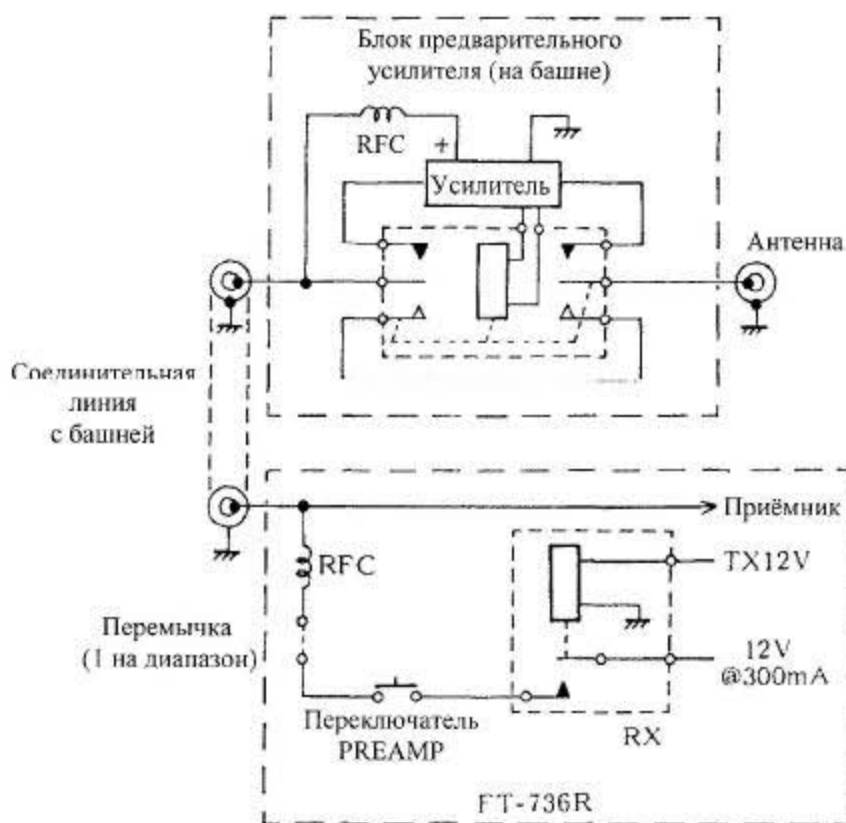 Блок предварительного
усилителя (на башне)
RFC
+
Усилитель
Антенна
Соединительная
линия
с башней
Приёмник
RFC
TX12V
Перемычка
(1 на диапазон)
12V
@300mA
Переключатель
PREAMP
RX
FT-736R